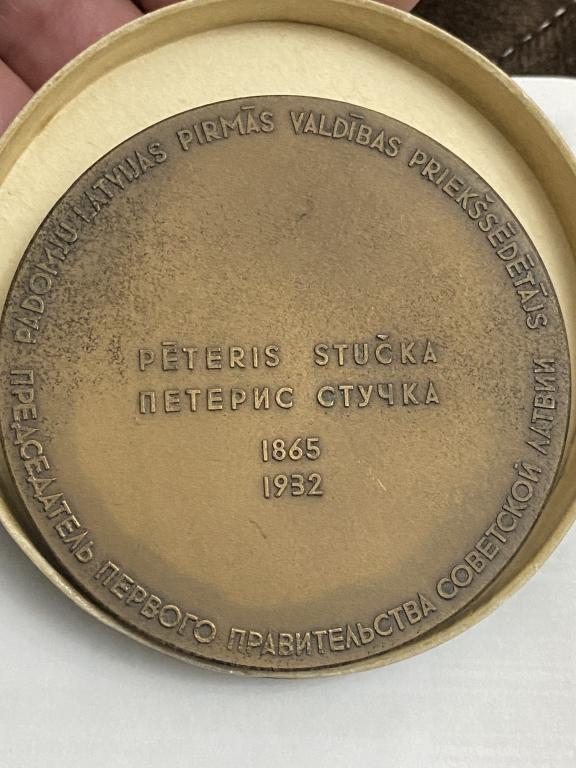 PADOMJU LATVIJAS PIRMĀS VALDĪBAS PRIEKŠSĒDĒTĀJS
PĒTERIS STUČKA
ПЕТЕРИС СТУЧКА
1865
1932
ПРЕДСЕДАТЕЛЬ ПЕРВОГО ПРАВИТЕЛЬСТВА СОВЕТСКОЙ ЛАТВИИ